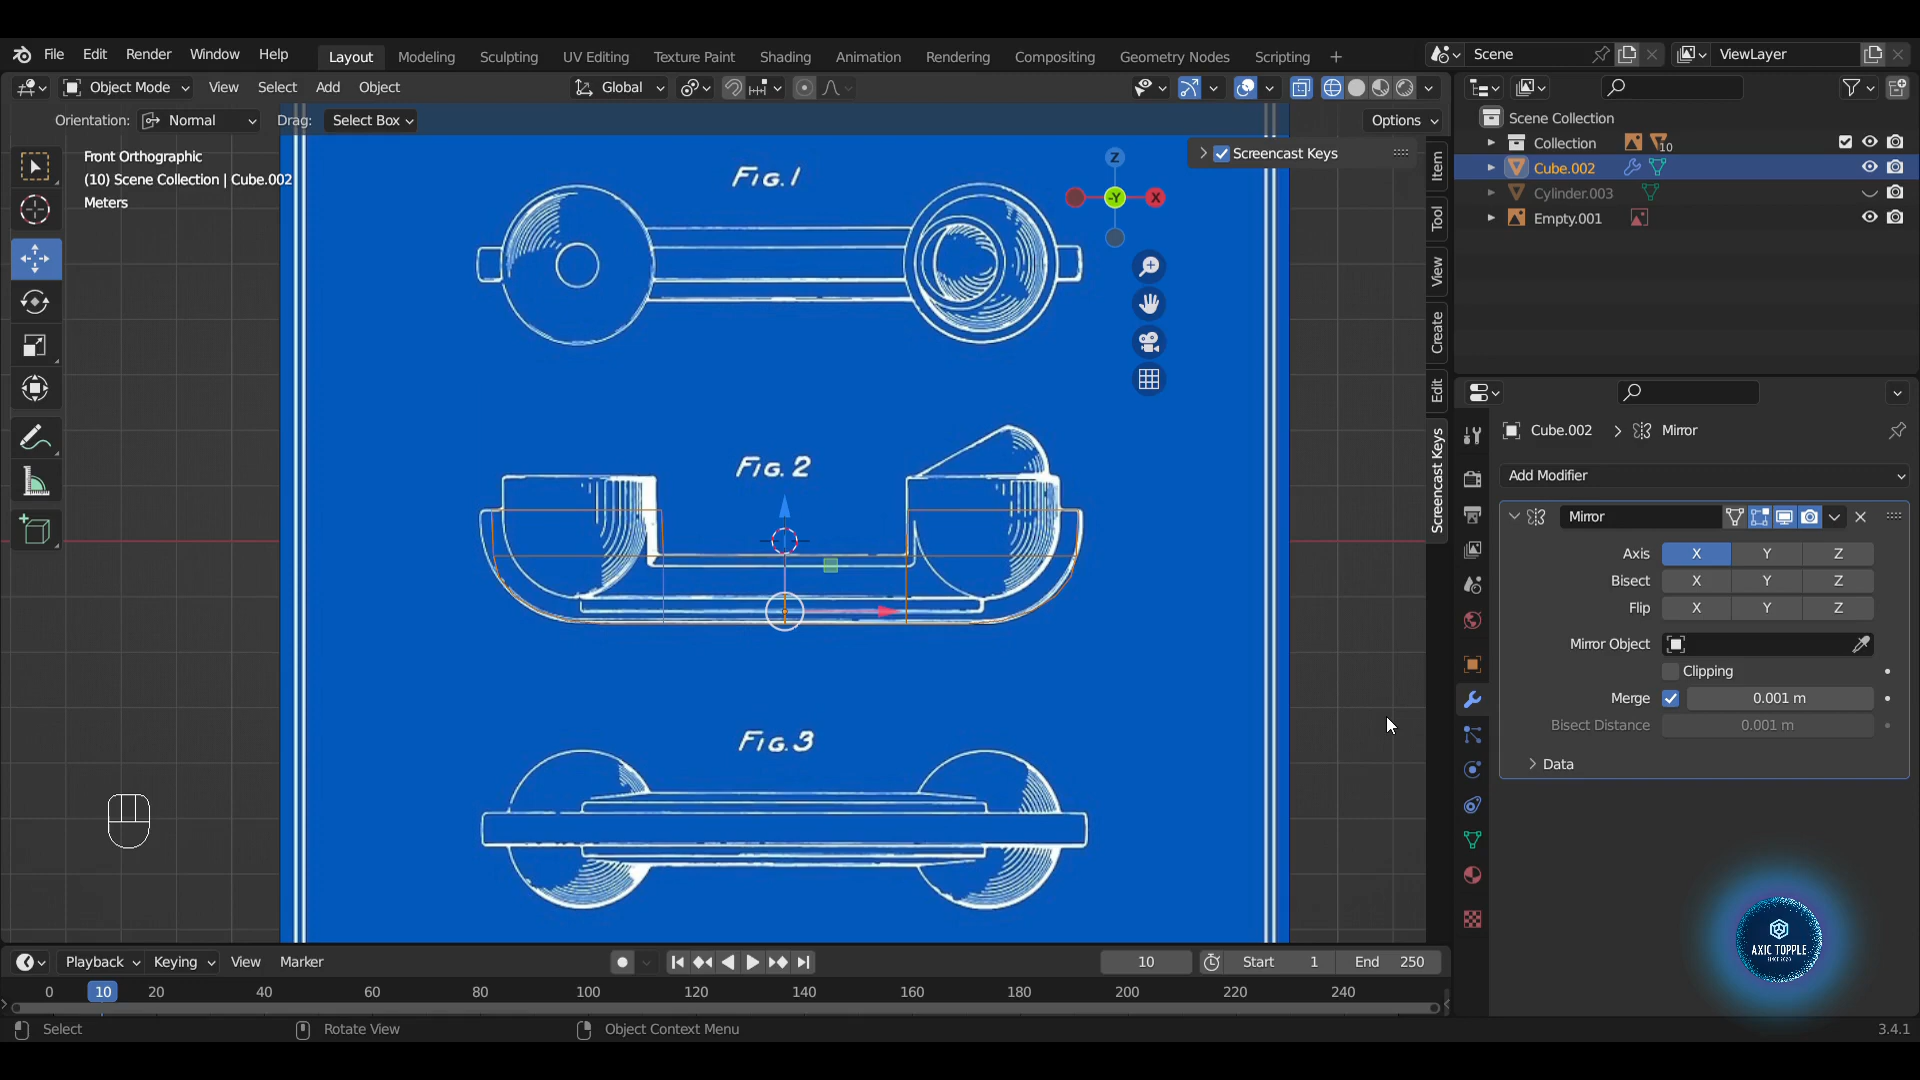 File Edit Render Window Help Layout Modeling Sculpting UV Editing Texture Paint Shading Animation Rendering Compositing Geometry Nodes Scripting + Scene ViewLayer
Object Mode View Select Add Object Global
Orientation: Normal Drag: Select Box Options
Front Orthographic
(10) Scene Collection | Cube.002
Meters
Screencast Keys
Z
-Y
X
Item
Tool
View
Create
Edit
Screencast Keys
FIG.1
FIG.2
FIG.3
Scene Collection
Collection 10
Cube.002
Cylinder.003
Empty.001
Cube.002 > Mirror
Add Modifier
Mirror
Axis X Y Z
Bisect X Y Z
Flip X Y Z
Mirror Object
Clipping
Merge 0.001 m
Bisect Distance 0.001 m
Data
AXIC TOPPLE
SINCE 2020
Playback Keying View Marker 10 Start 1 End 250
0 10 20 40 60 80 100 120 140 160 180 200 220 240
Select Rotate View Object Context Menu 3.4.1